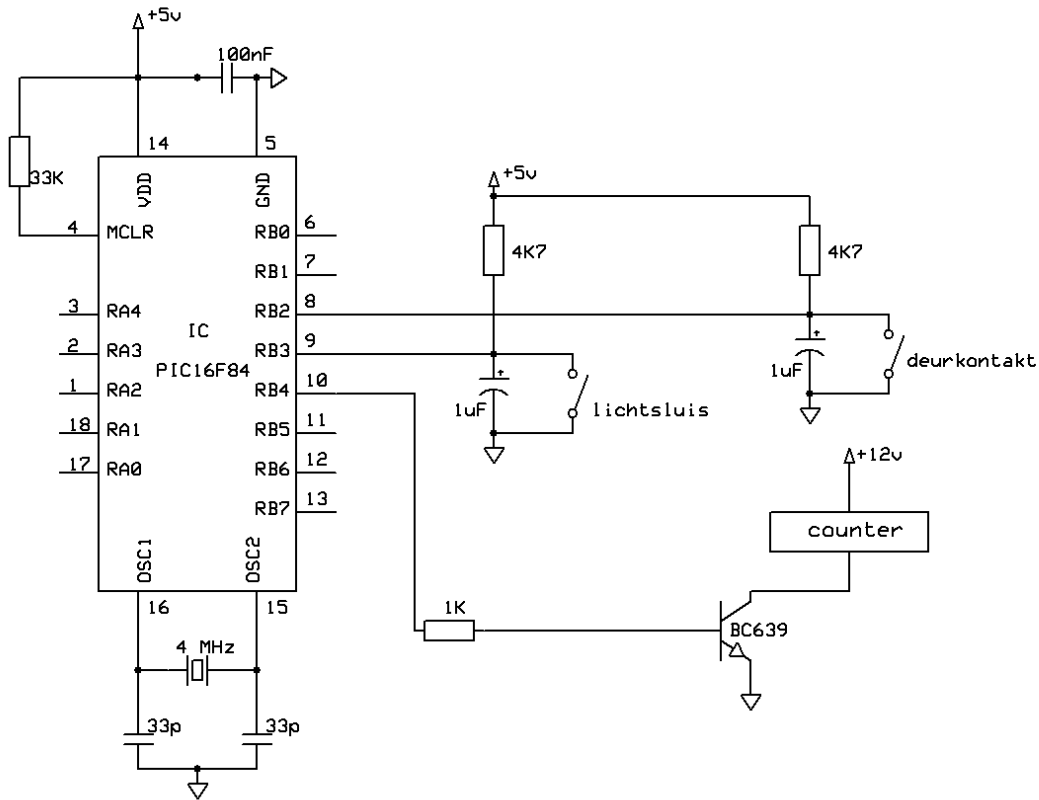 +5v
100nF
14
5
33K
VDD
GND
4
MCLR
RB0
6
RB1
7
3
RA4
RB2
8
2
RA3
IC
RB3
9
PIC16F84
1
RA2
RB4
10
18
RA1
RB5
11
17
RA0
RB6
12
RB7
13
OSC1
OSC2
16
15
4 MHz
33p
33p
+5v
4K7
4K7
+
1uF
lichtsluis
+
1uF
deurkontakt
+12v
counter
1K
BC639